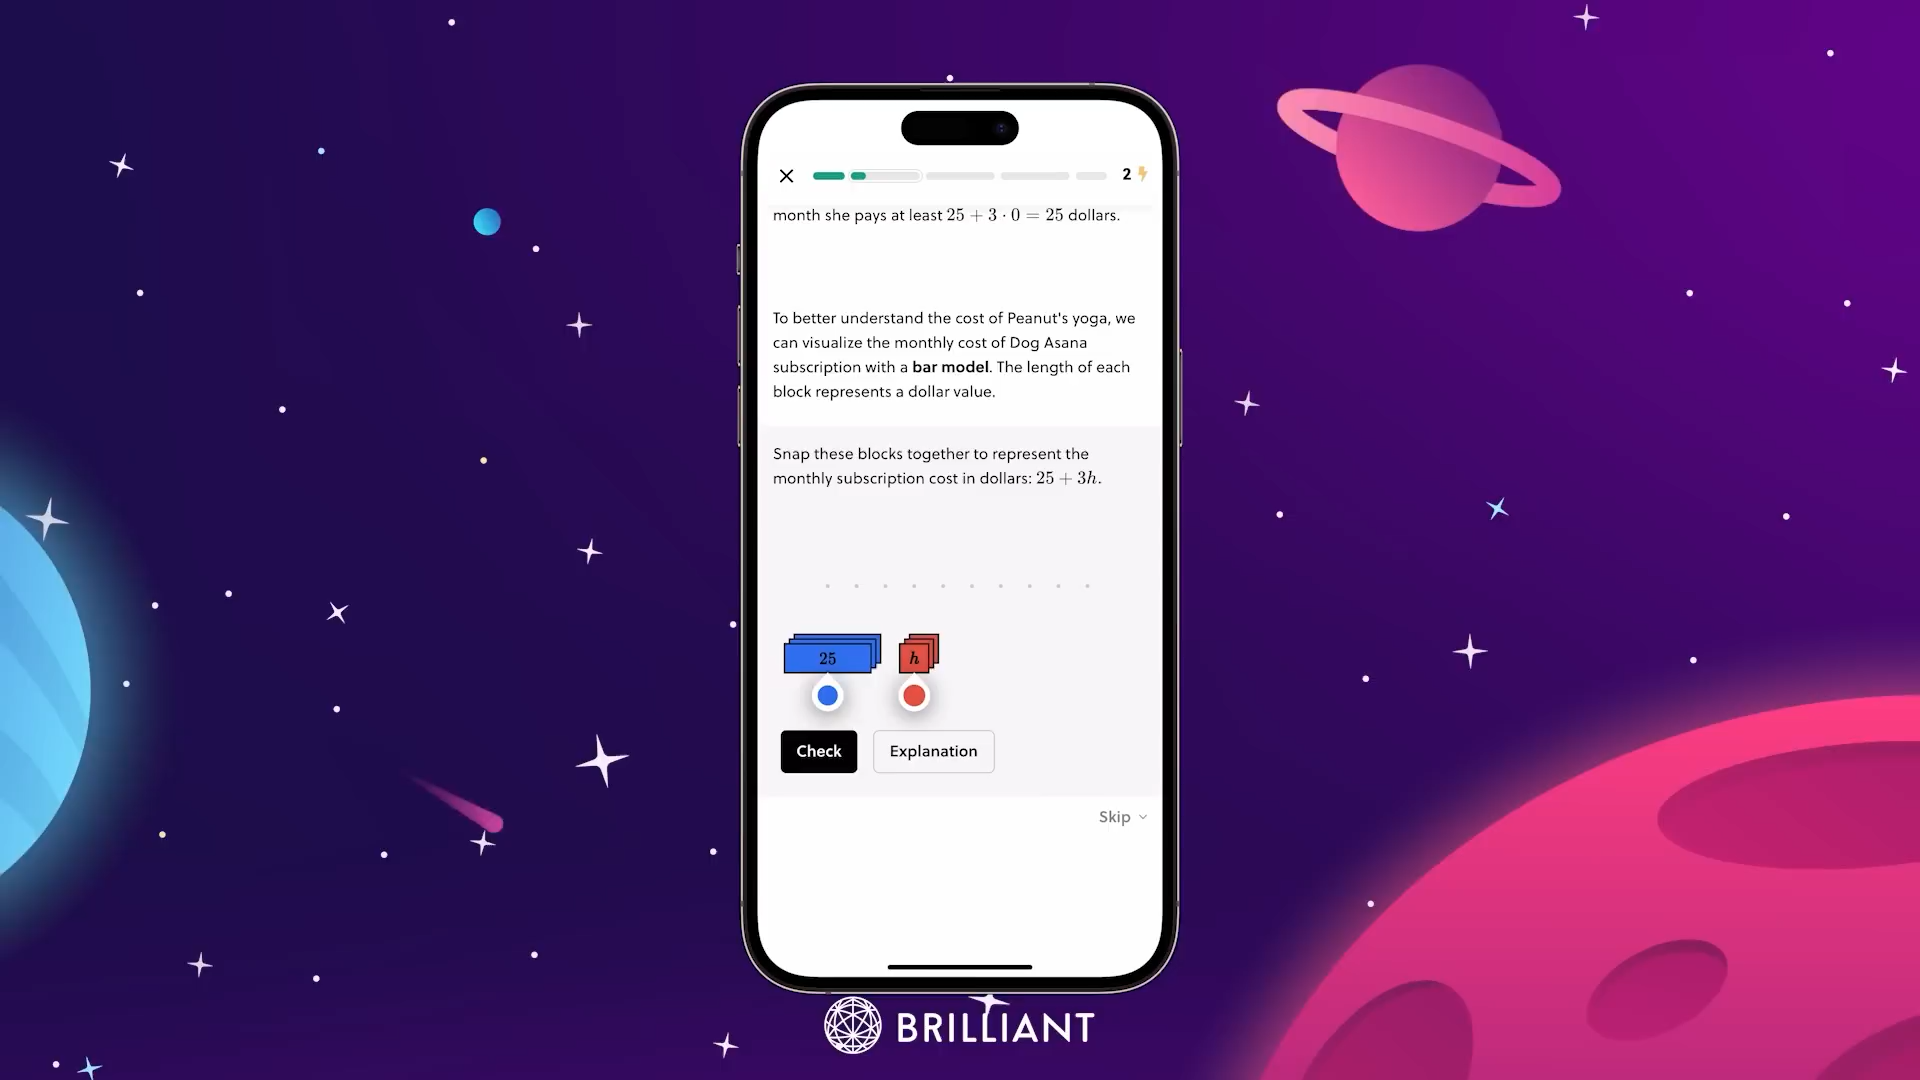 2
month she pays at least 25 + 3 · 0 = 25 dollars.
To better understand the cost of Peanut's yoga, we
can visualize the monthly cost of Dog Asana
subscription with a bar model. The length of each
block represents a dollar value.
Snap these blocks together to represent the
monthly subscription cost in dollars: 25 + 3h.
25 h
Check Explanation
Skip
BRILLIANT